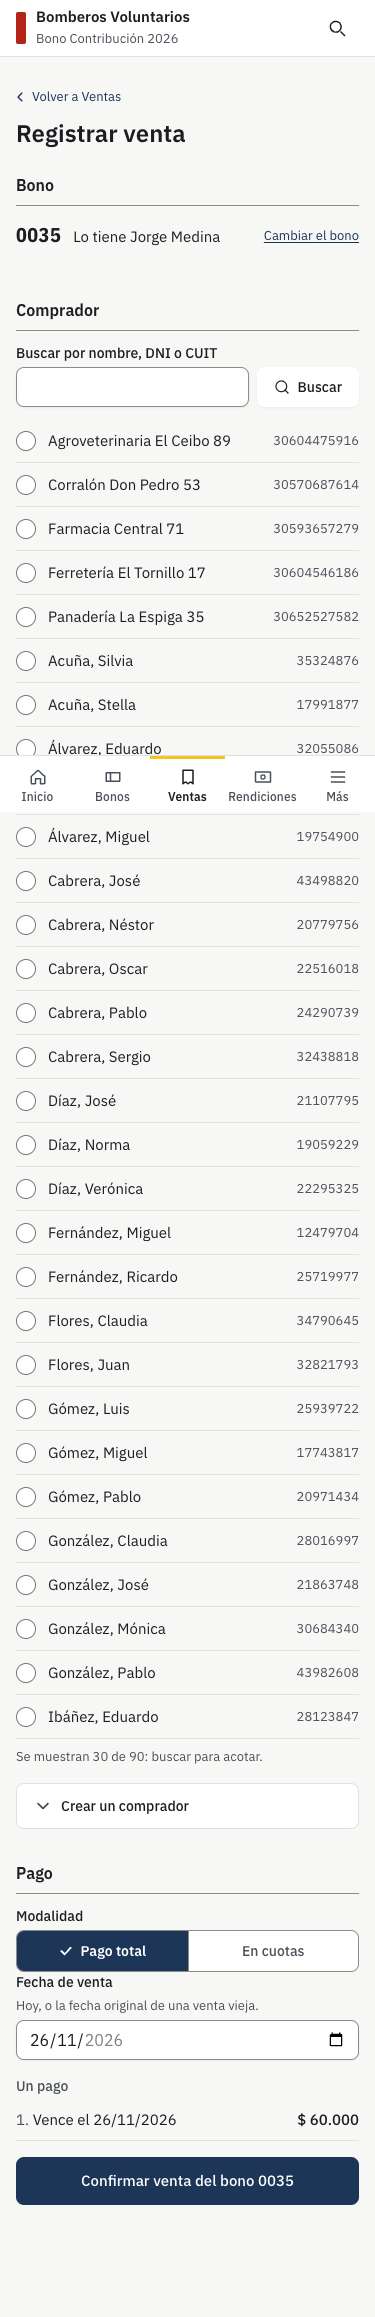 Bomberos Voluntarios
Bono Contribución 2026
Volver a Ventas
Registrar venta
Bono
0035 Lo tiene Jorge Medina Cambiar el bono
Comprador
Buscar por nombre, DNI o CUIT
Buscar
Agroveterinaria El Ceibo 89 30604475916
Corralón Don Pedro 53 30570687614
Farmacia Central 71 30593657279
Ferretería El Tornillo 17 30604546186
Panadería La Espiga 35 30652527582
Acuña, Silvia 35324876
Acuña, Stella 17991877
Álvarez, Eduardo 32055086
Inicio Bonos Ventas Rendiciones Más
Álvarez, Miguel 19754900
Cabrera, José 43498820
Cabrera, Néstor 20779756
Cabrera, Oscar 22516018
Cabrera, Pablo 24290739
Cabrera, Sergio 32438818
Díaz, José 21107795
Díaz, Norma 19059229
Díaz, Verónica 22295325
Fernández, Miguel 12479704
Fernández, Ricardo 25719977
Flores, Claudia 34790645
Flores, Juan 32821793
Gómez, Luis 25939722
Gómez, Miguel 17743817
Gómez, Pablo 20971434
González, Claudia 28016997
González, José 21863748
González, Mónica 30684340
González, Pablo 43982608
Ibáñez, Eduardo 28123847
Se muestran 30 de 90: buscar para acotar.
Crear un comprador
Pago
Modalidad
Pago total En cuotas
Fecha de venta
Hoy, o la fecha original de una venta vieja.
26/11/2026
Un pago
1. Vence el 26/11/2026 $ 60.000
Confirmar venta del bono 0035